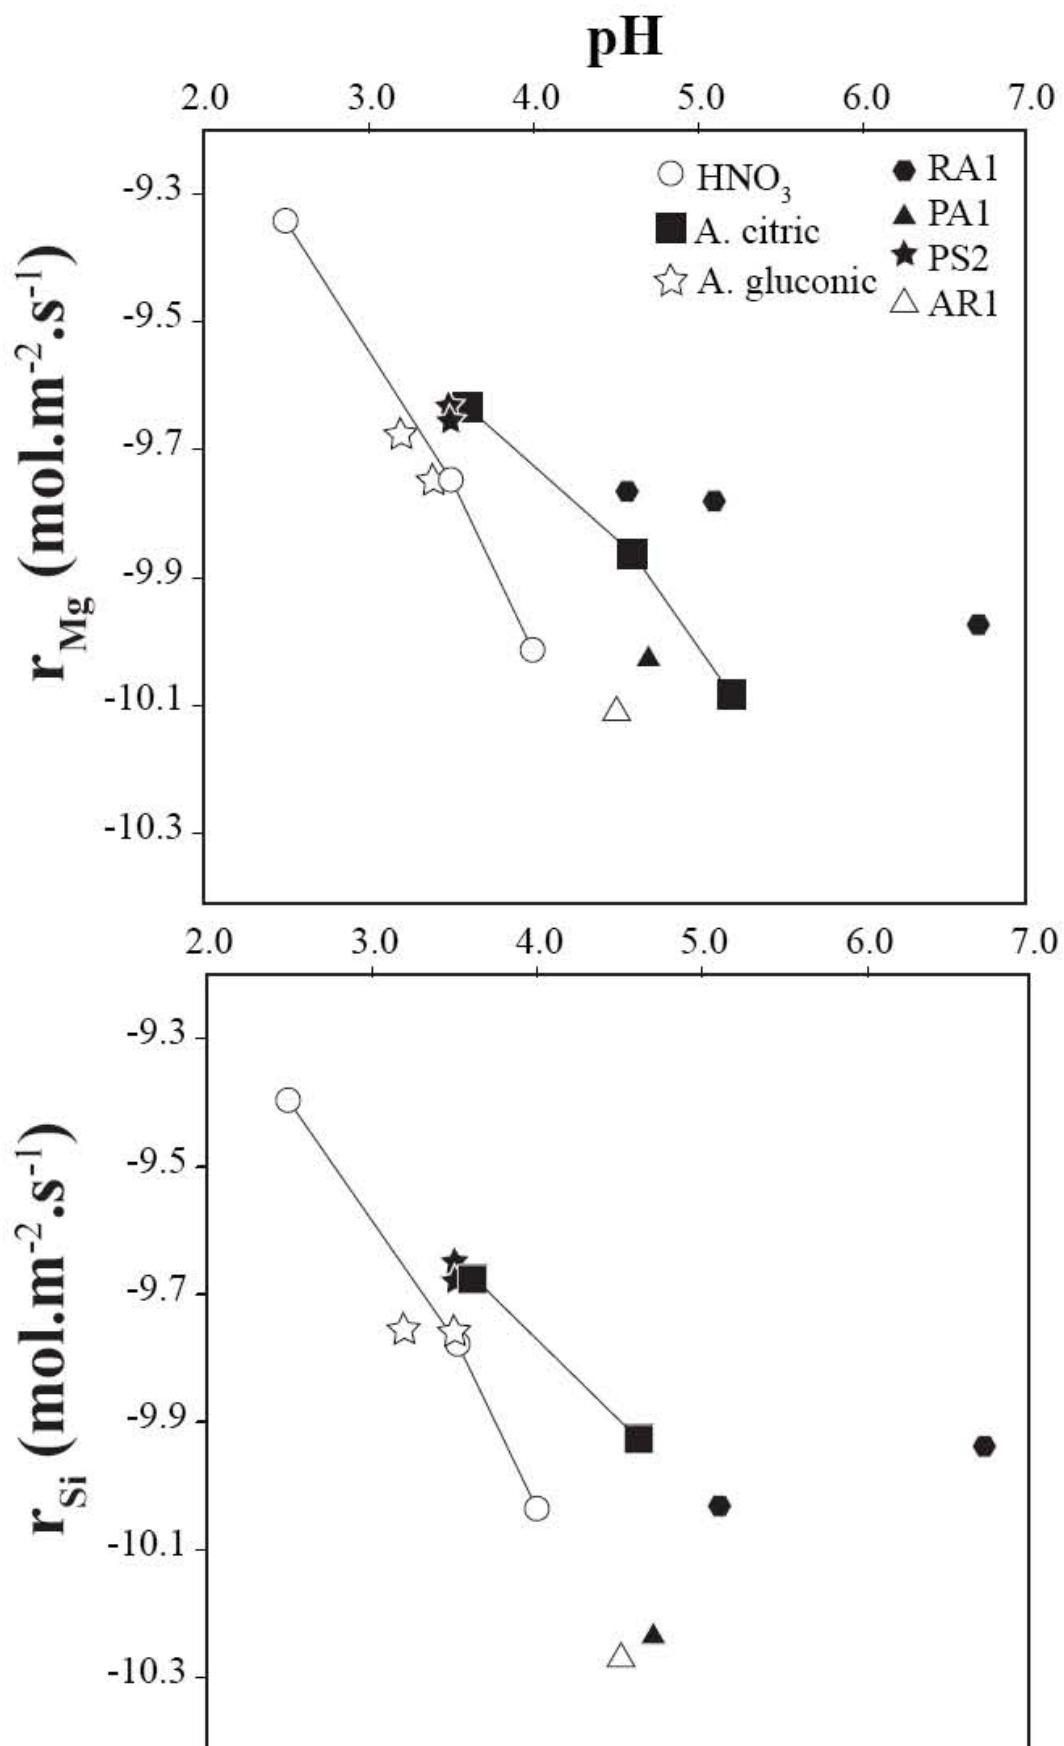 pH
2.0 3.0 4.0 5.0 6.0 7.0
HNO3
A. citric
A. gluconic
RA1
PA1
PS2
AR1
-9.3
-9.5
-9.7
-9.9
-10.1
-10.3
rMg (mol.m-2.s-1)
2.0 3.0 4.0 5.0 6.0 7.0
-9.3
-9.5
-9.7
-9.9
-10.1
-10.3
rSi (mol.m-2.s-1)